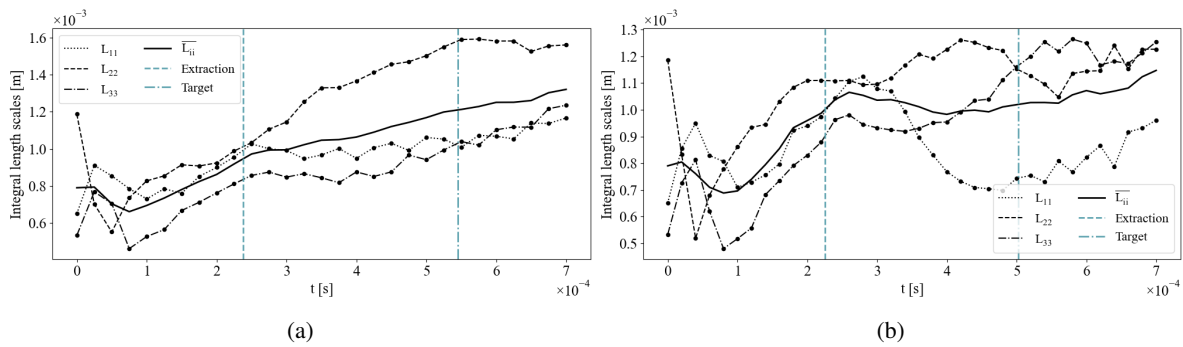 ×10⁻³
1.6
1.4
1.2
1.0
0.8
0.6
Integral length scales [m]
L₁₁
L₂₂
L₃₃
L̅ᵢᵢ
Extraction
Target
0 1 2 3 4 5 6 7
t [s]
×10⁻⁴
(a)
×10⁻³
1.3
1.2
1.1
1.0
0.9
0.8
0.7
0.6
0.5
Integral length scales [m]
L₁₁
L₂₂
L₃₃
L̅ᵢᵢ
Extraction
Target
0 1 2 3 4 5 6 7
t [s]
×10⁻⁴
(b)